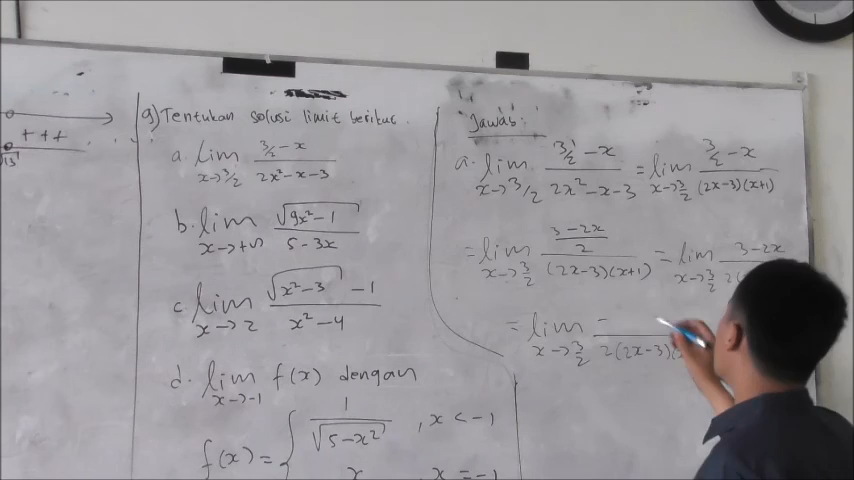 + + +
9) Tentukan solusi limit berikut.
a. lim x→3/2 (3/2 − x)/(2x² − x − 3)
b. lim x→+∞ √(9x² − 1)/(5 − 3x)
c. lim x→2 (√(x² − 3) − 1)/(x² − 4)
d. lim x→−1 f(x) dengan
f(x) = { 1/√(5 − x²) , x < −1
x , x = −1
Jawab:
a. lim x→3/2 (3/2 − x)/(2x² − x − 3) = lim x→3/2 (3/2 − x)/((2x−3)(x+1))
= lim x→3/2 ((3 − 2x)/2)/((2x−3)(x+1)) = lim x→3/2 (3 − 2x)/2(
= lim x→3/2 −/2(2x−3)(